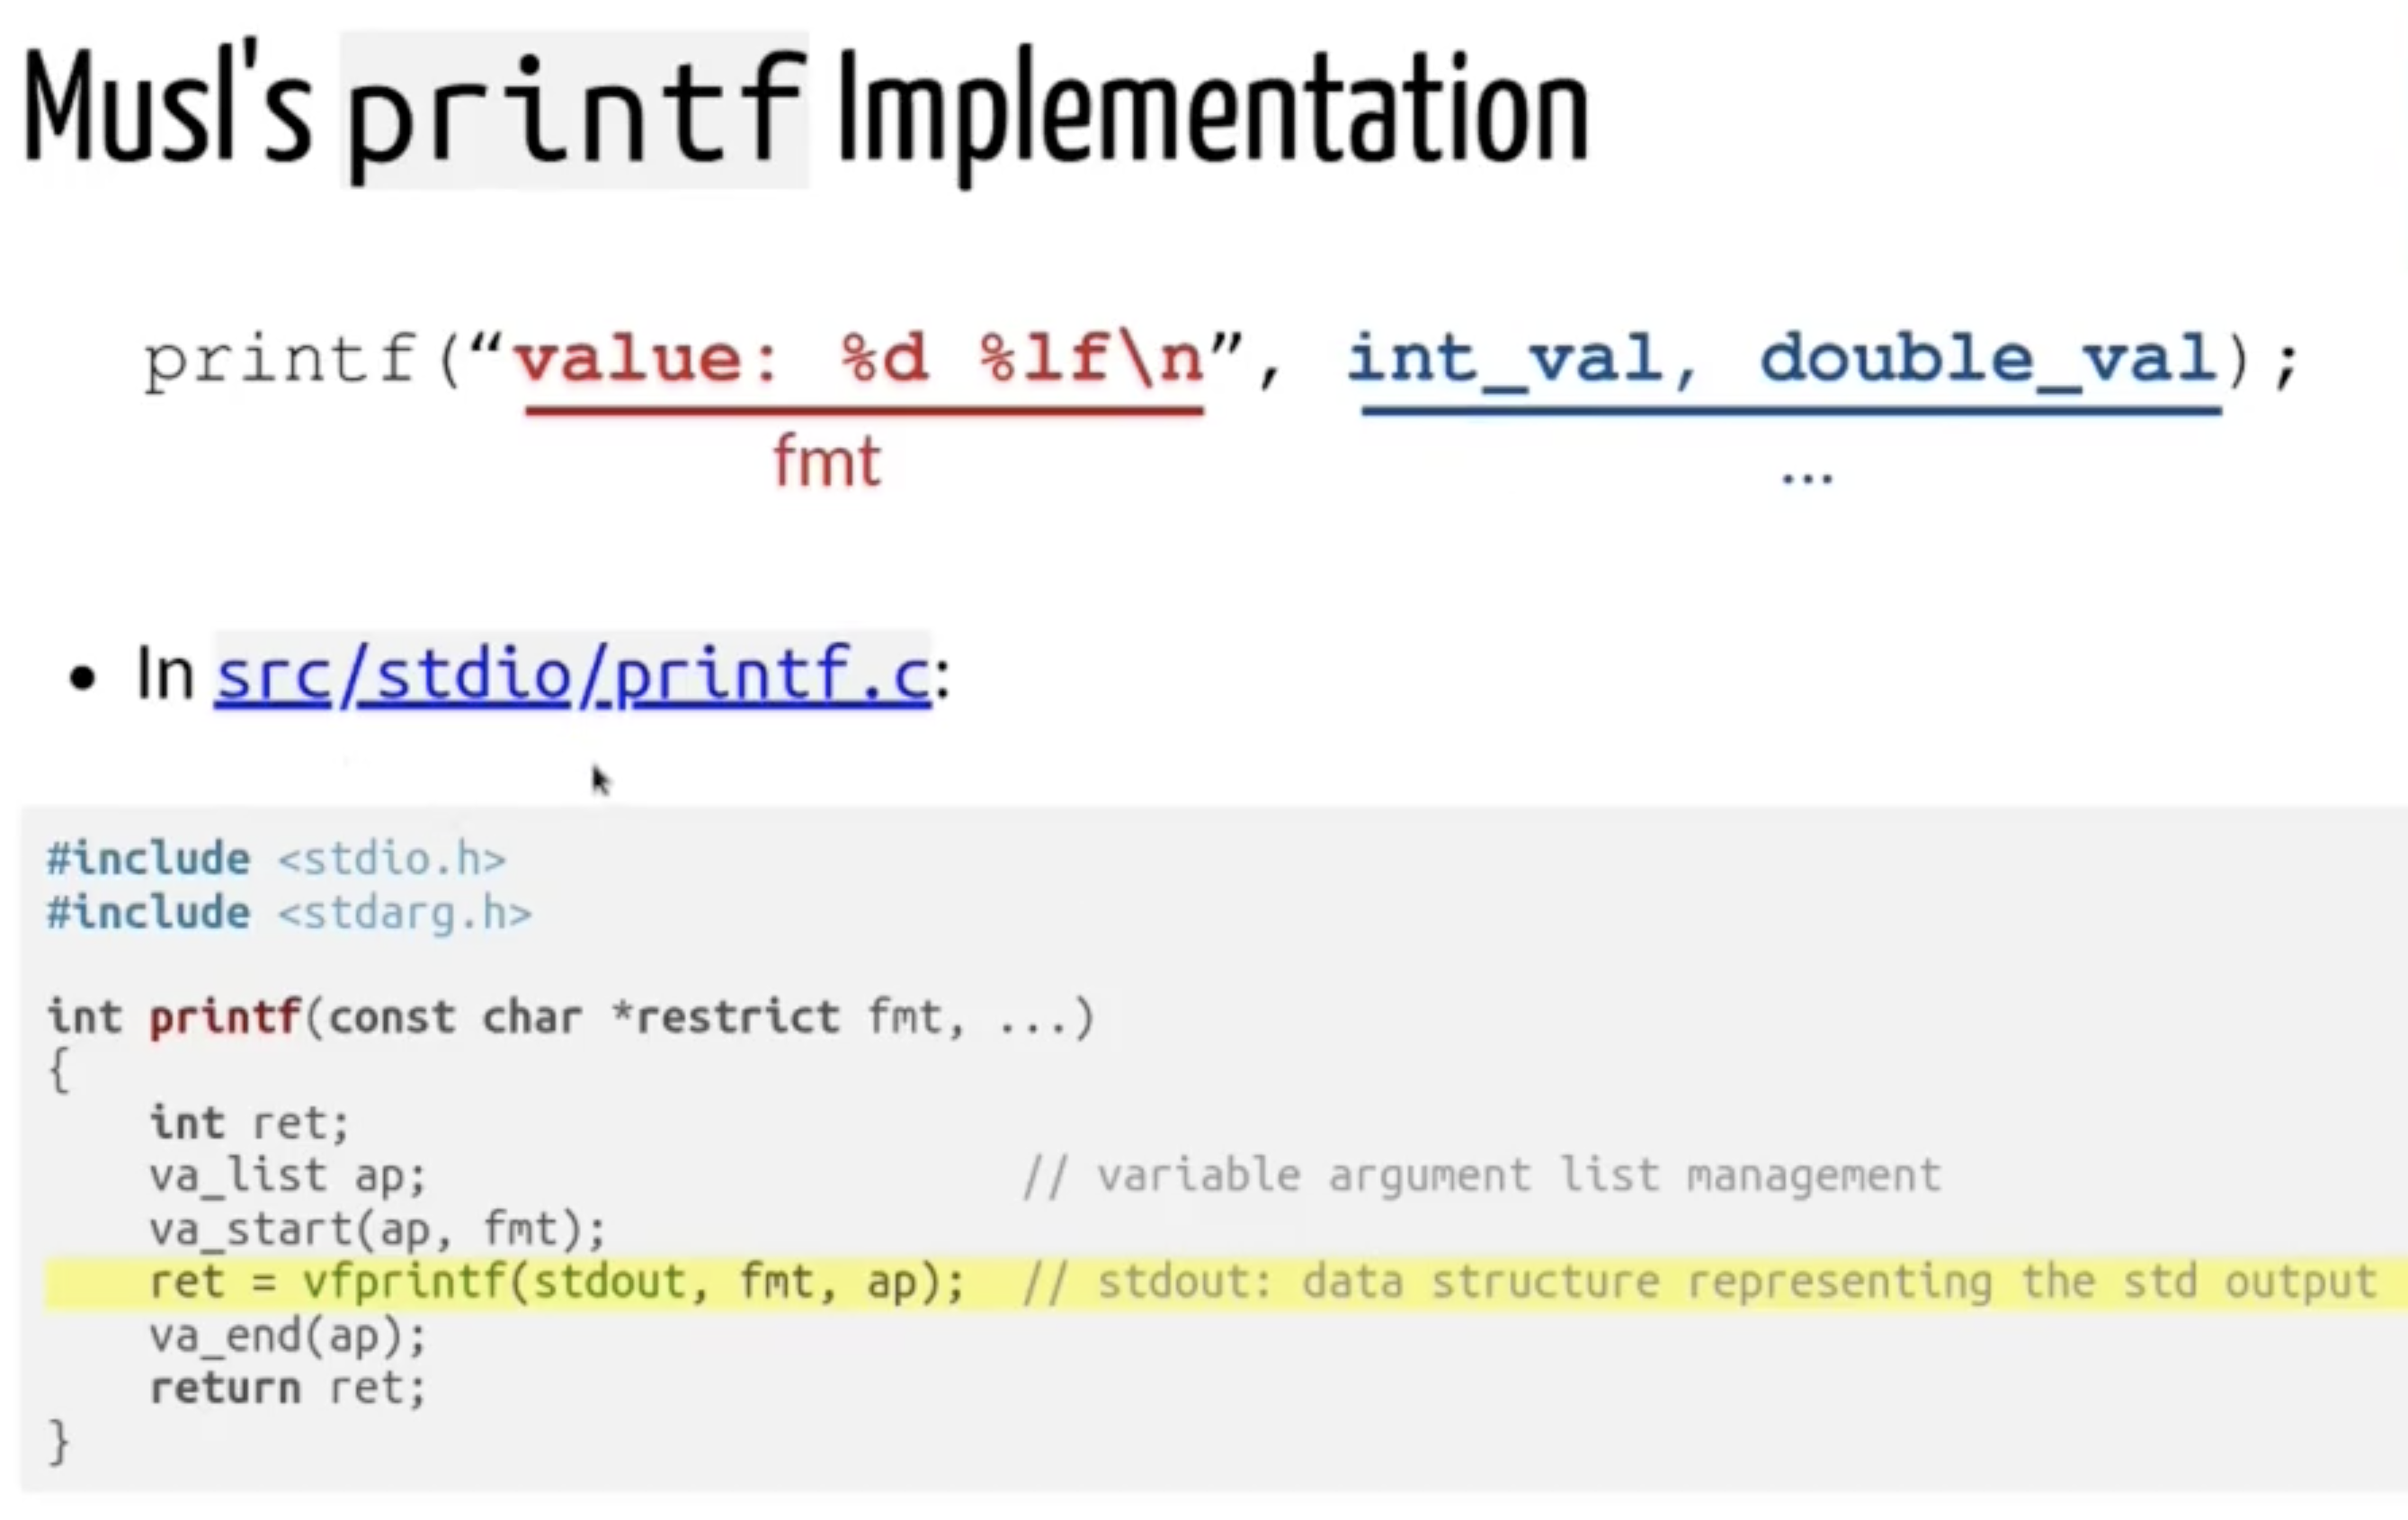 Musl's printf Implementation
printf(“value: %d %lf\n”, int_val, double_val);
fmt
...
• In src/stdio/printf.c:
#include <stdio.h>
#include <stdarg.h>
int printf(const char *restrict fmt, ...)
{
    int ret;
    va_list ap;                       // variable argument list management
    va_start(ap, fmt);
    ret = vfprintf(stdout, fmt, ap);  // stdout: data structure representing the std output
    va_end(ap);
    return ret;
}